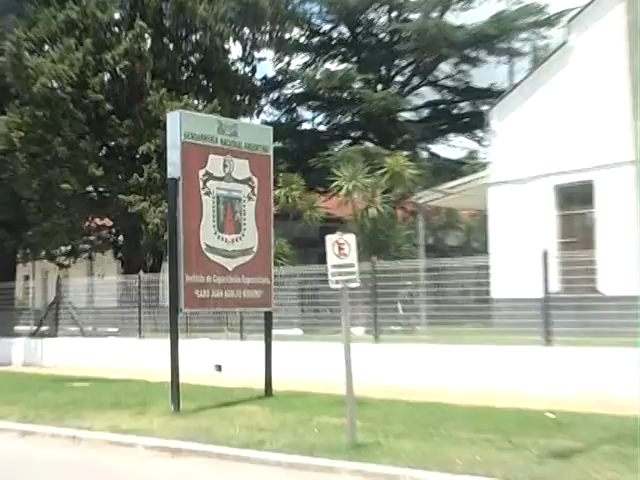 GENDARMERIA NACIONAL ARGENTINA
E
Instituto de Capacitación Especializada
"CABO JUAN ADOLFO ROMERO"